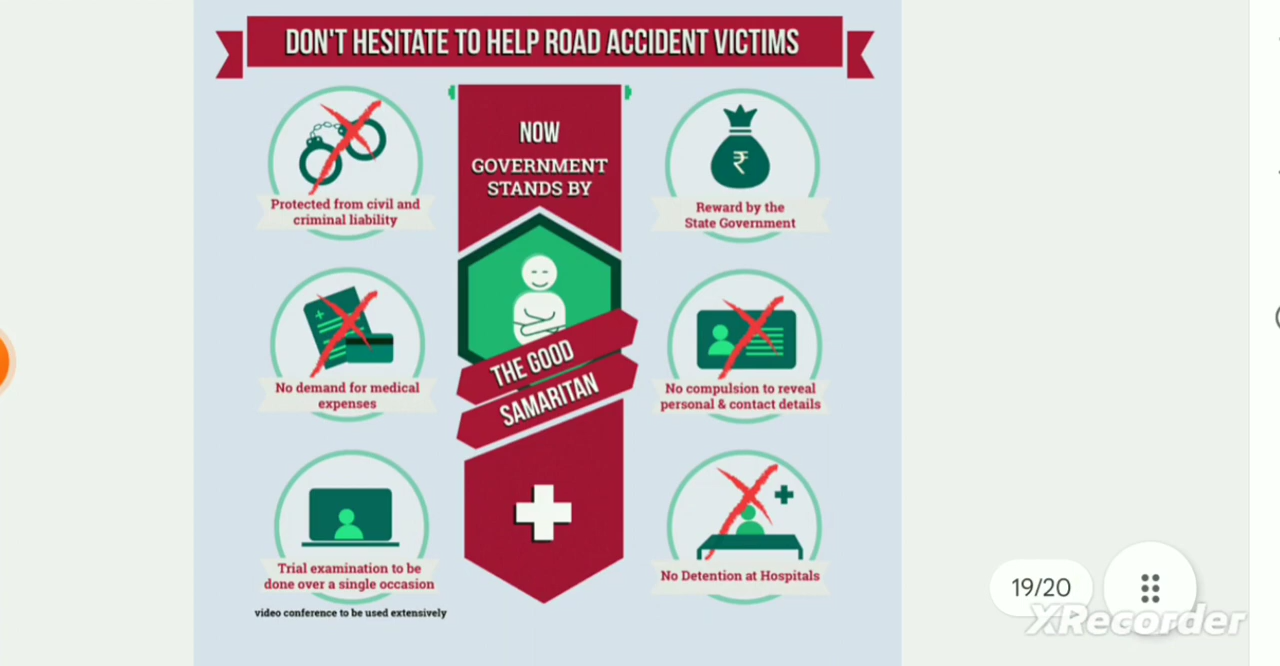 DON'T HESITATE TO HELP ROAD ACCIDENT VICTIMS
NOW
GOVERNMENT
STANDS BY
THE GOOD
SAMARITAN
Protected from civil and
criminal liability
No demand for medical
expenses
Trial examination to be
done over a single occasion
video conference to be used extensively
₹
Reward by the
State Government
No compulsion to reveal
personal & contact details
No Detention at Hospitals
19/20
XRecorder